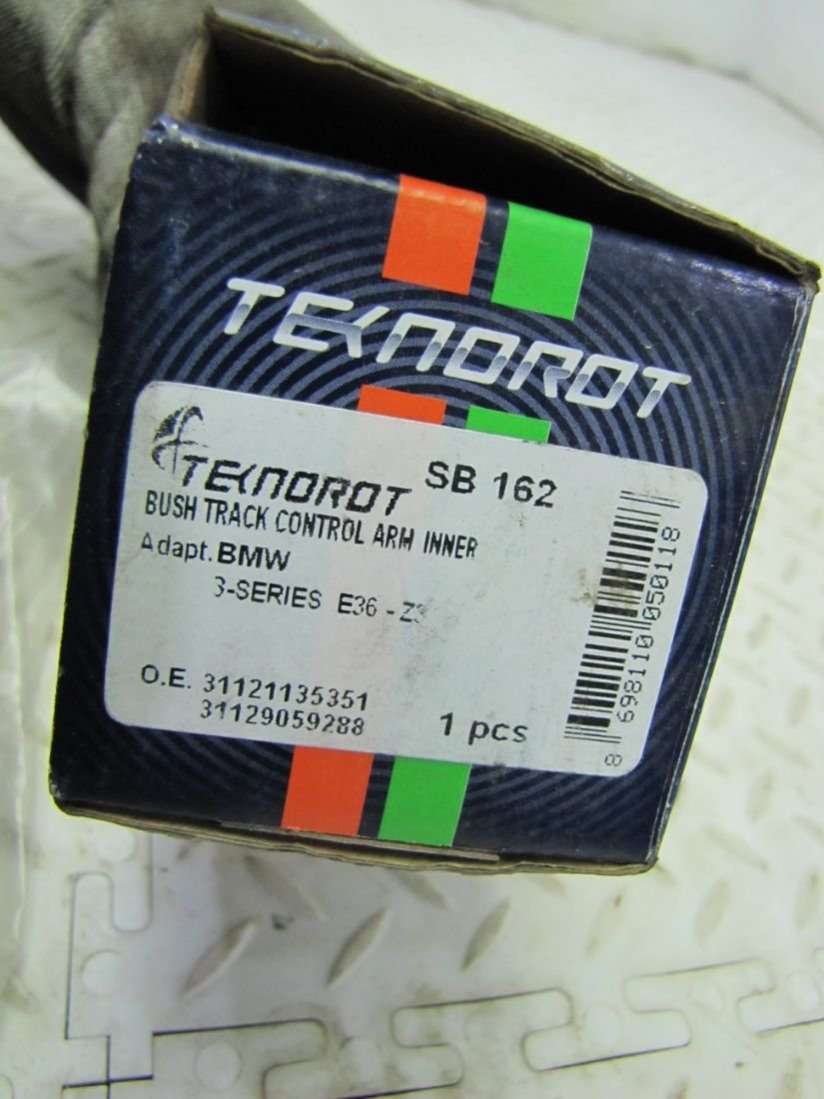 TEKNOROT
TEKNOROT SB 162
BUSH TRACK CONTROL ARM INNER
Adapt. BMW
3-SERIES E36 - Z3
O.E. 31121135351
31129059288
1 pcs
8 698110 050118